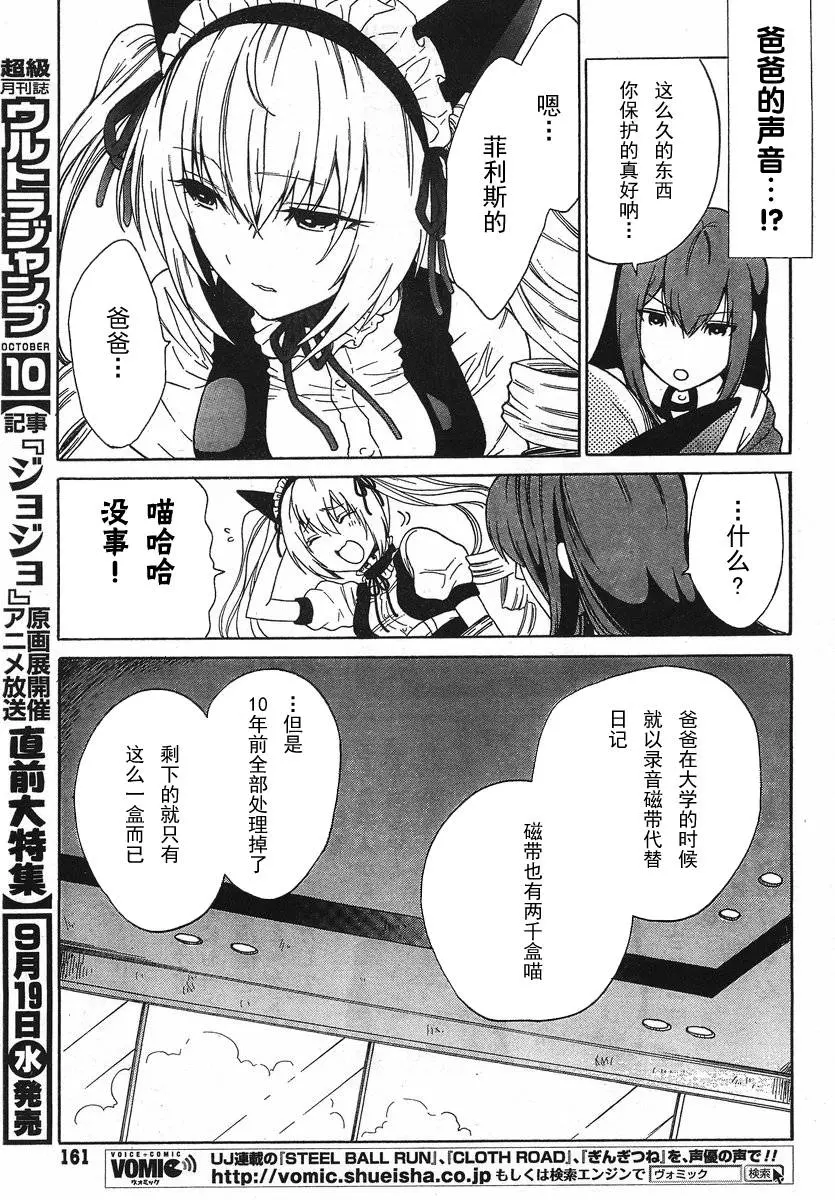 爸爸的声音…!?
这么久的东西
你保护的真好呐…
嗯…
菲利斯的
爸爸…
…什么?
喵哈哈
没事!
爸爸在大学的时候
就以录音磁带代替
日记
磁带也有两千盒喵
…但是
10年前全部处理掉了
剩下的就只有
这么一盒而已
超級
月刊誌
ウルトラジャンプ
OCTOBER
10
【記事『ジョジョ』
原画展開催
アニメ放送
直前大特集】
9月19日㊌発売
161
VOICE+COMIC
VOMIC
ヴォミック
UJ連載の『STEEL BALL RUN』、『CLOTH ROAD』、『ぎんぎつね』を、声優の声で!!
http://vomic.shueisha.co.jp もしくは検索エンジンで ヴォミック 検索